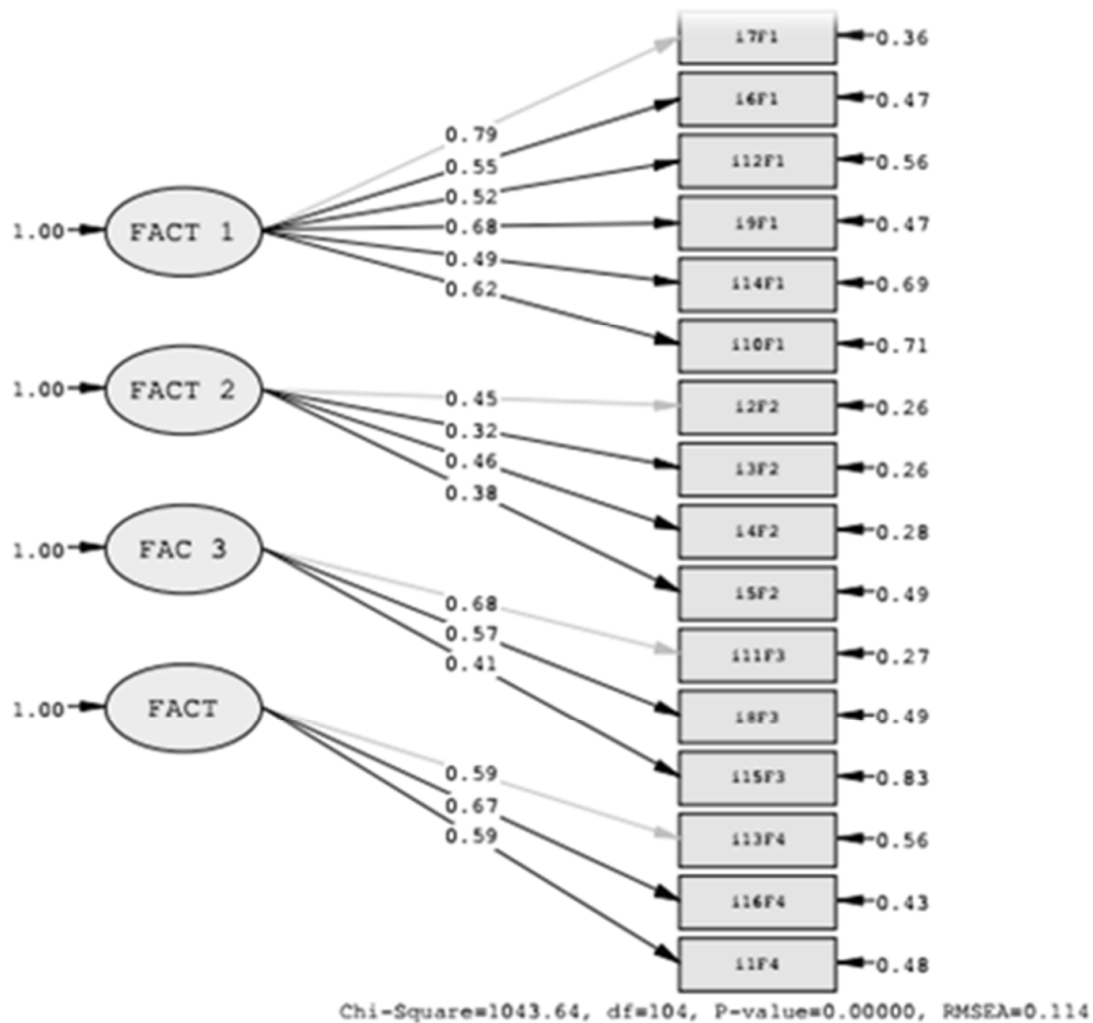 i7F1 0.36
i6F1 0.47
0.79
0.55
i12F1 0.56
0.52
1.00 FACT 1 0.68 i9F1 0.47
0.49
i14F1 0.69
0.62
i10F1 0.71
1.00 FACT 2 0.45 i2F2 0.26
0.32
0.46 i3F2 0.26
0.38
i4F2 0.28
1.00 FAC 3 i5F2 0.49
0.68
0.57 i11F3 0.27
0.41
1.00 FACT i8F3 0.49
0.59 i15F3 0.83
0.67
0.59 i13F4 0.56
i16F4 0.43
i1F4 0.48
Chi-Square=1043.64, df=104, P-value=0.00000, RMSEA=0.114